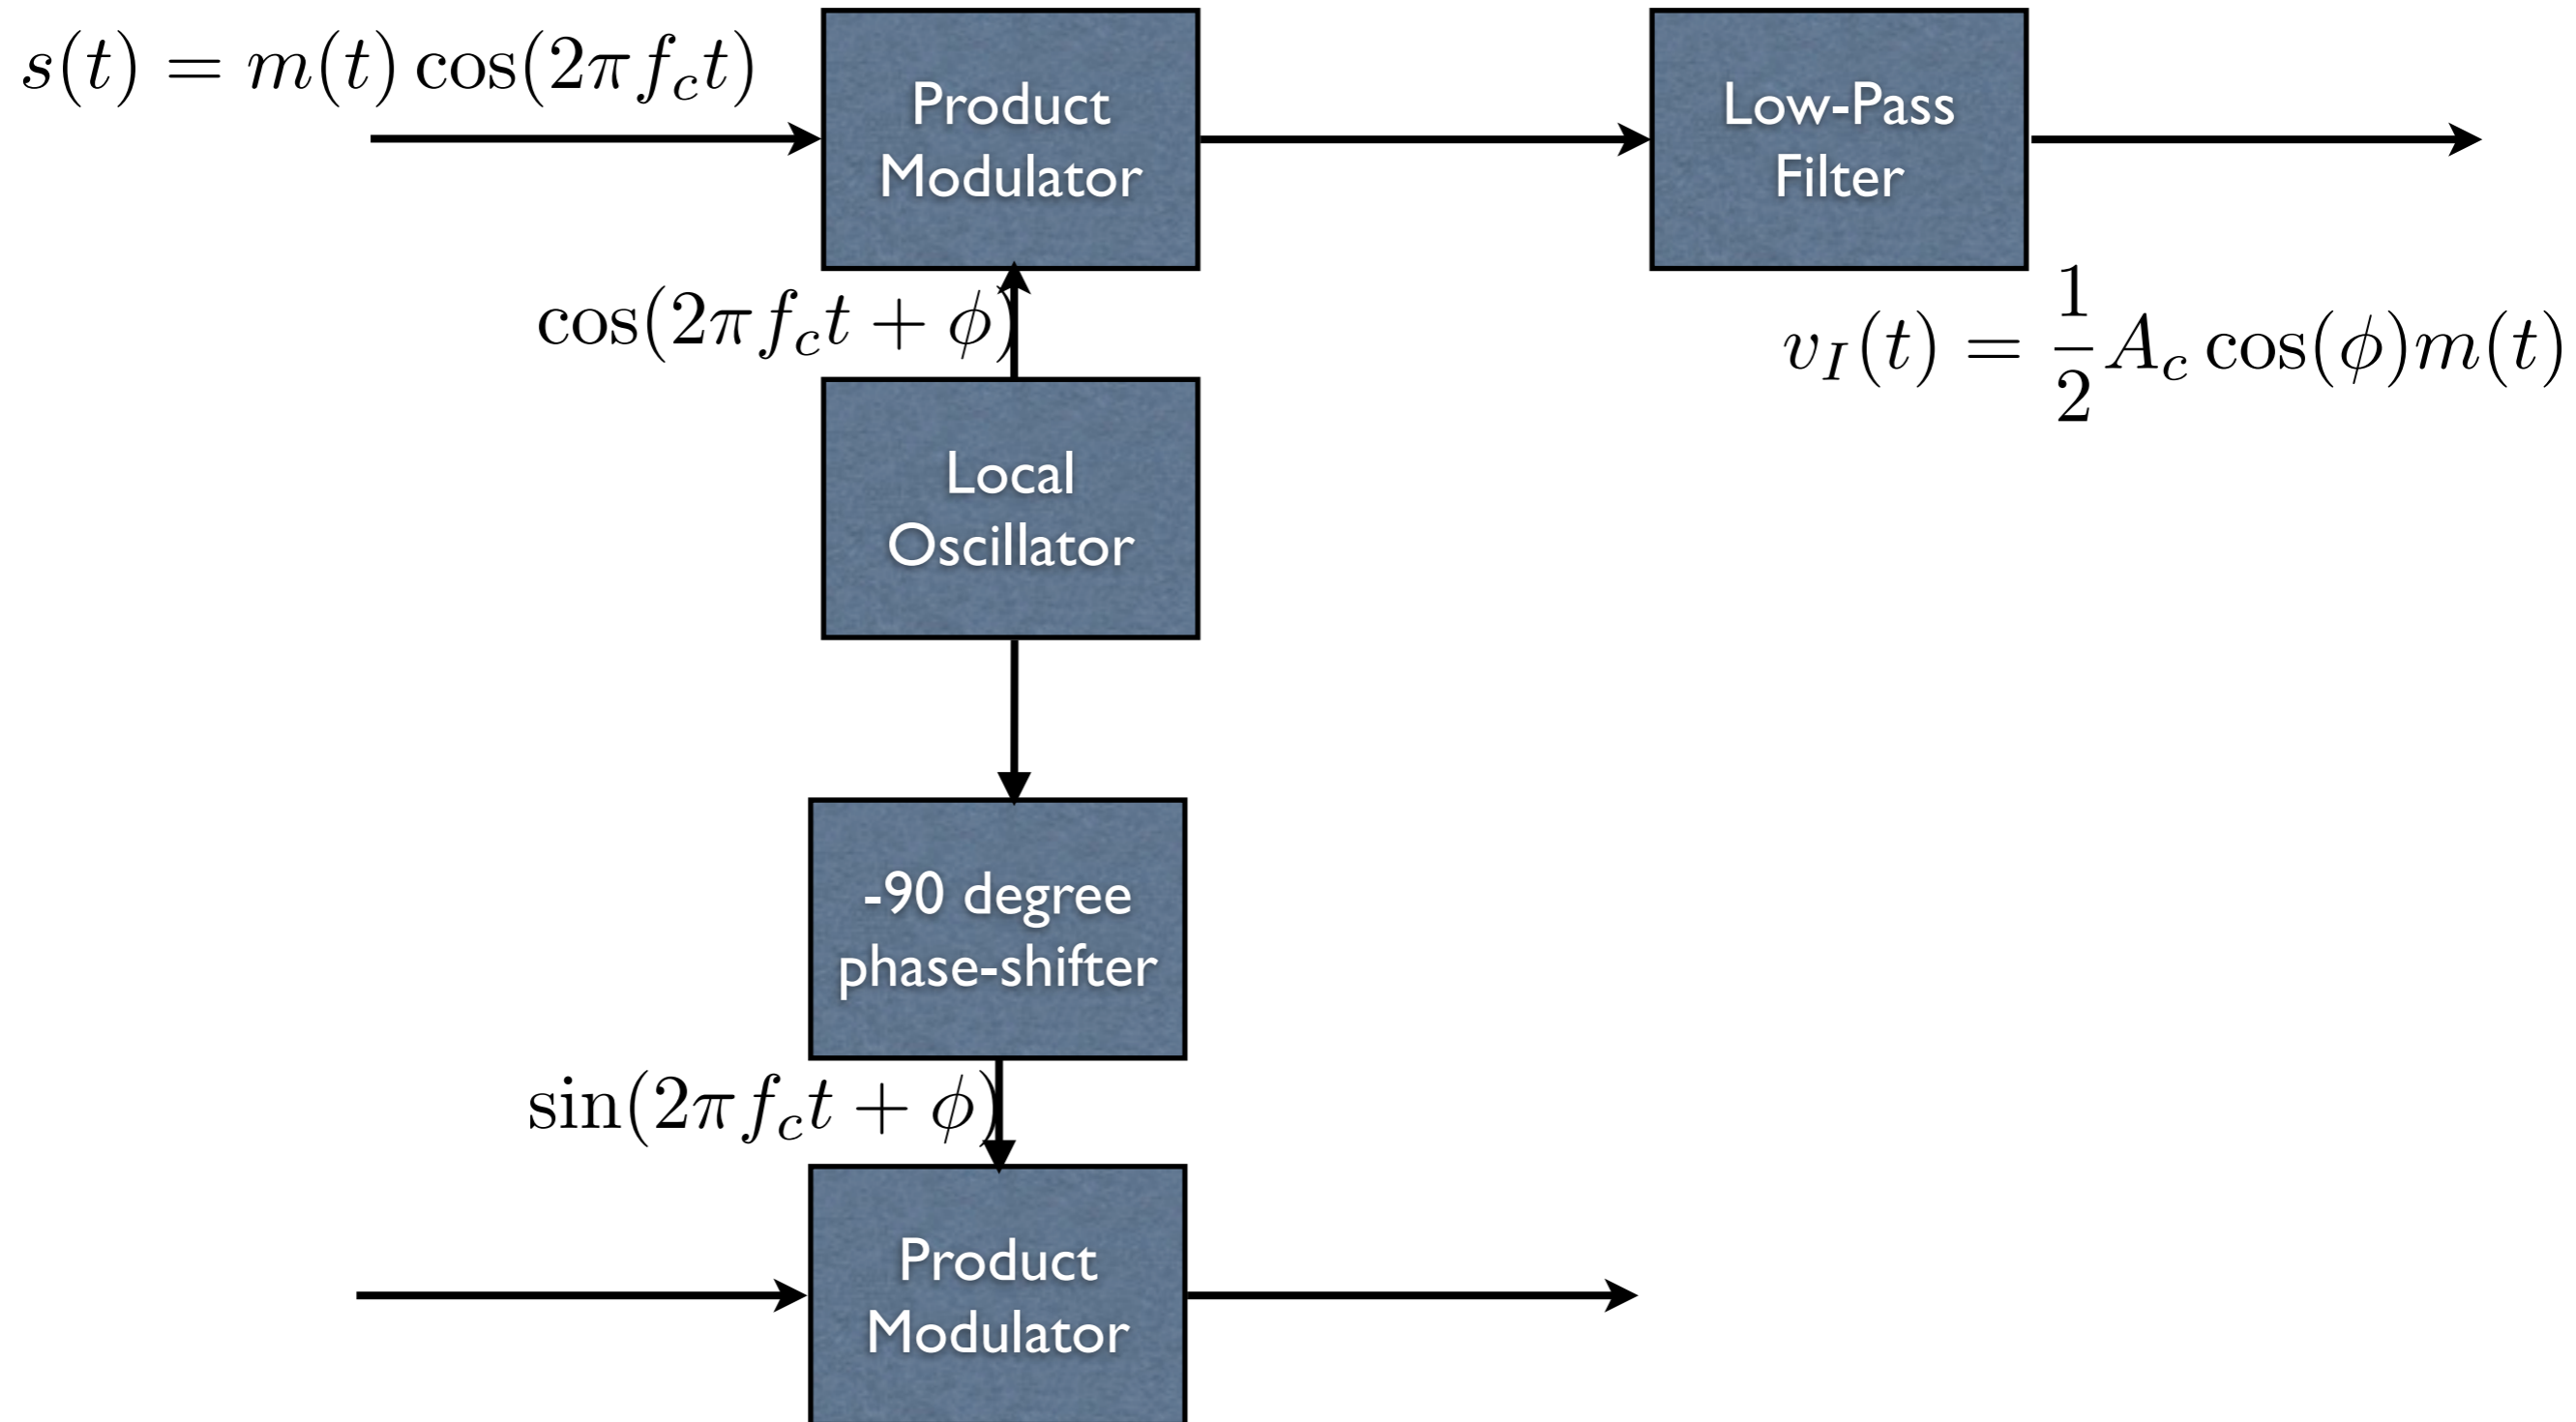 s(t) = m(t) cos(2πf_c t)
Product
Modulator
Low-Pass
Filter
cos(2πf_c t + φ)
v_I(t) = \frac{1}{2} A_c cos(φ)m(t)
Local
Oscillator
-90 degree
phase-shifter
sin(2πf_c t + φ)
Product
Modulator